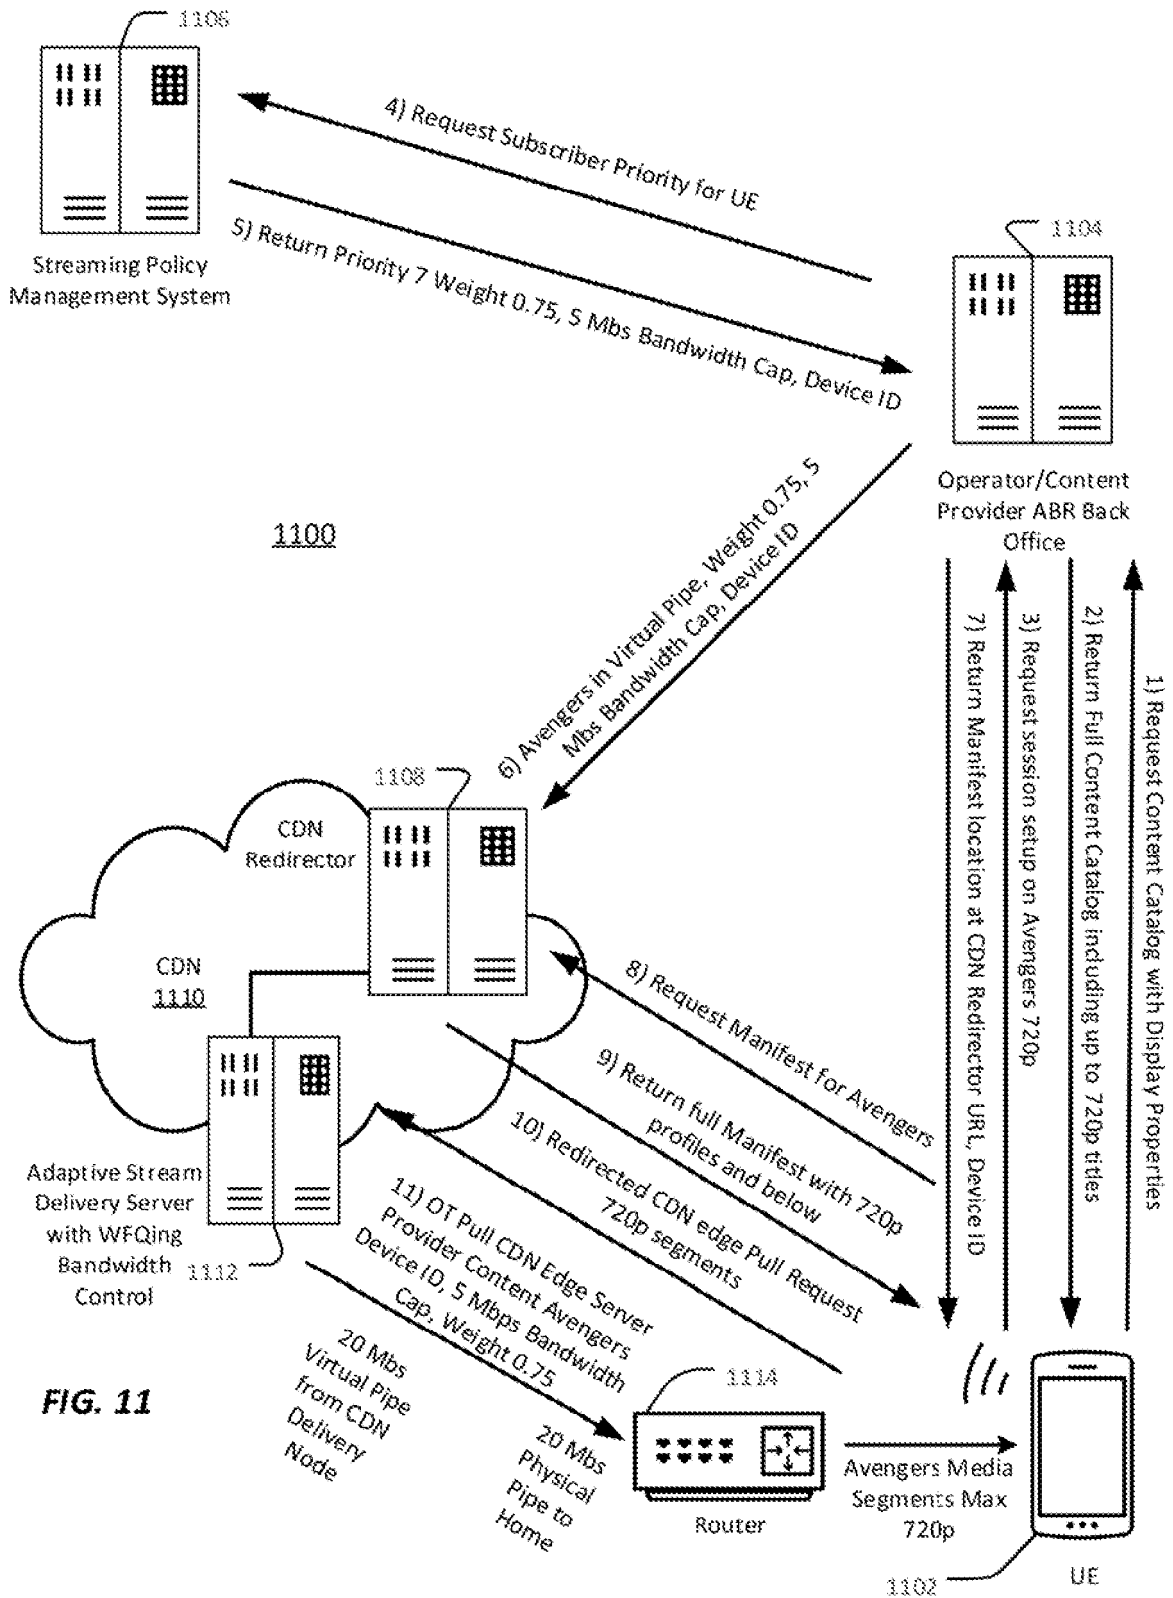 1106
4) Request Subscriber Priority for UE
5) Return Priority 7 Weight 0.75, 5 Mbs Bandwidth Cap, Device ID
Streaming Policy
Management System
1104
Operator/Content
Provider ABR Back
Office
1100
6) Avengers in Virtual Pipe, Weight 0.75, 5
Mbs Bandwidth Cap, Device ID
7) Return Manifest location at CDN Redirector URL, Device ID
3) Request session setup on Avengers 720p
2) Return Full Content Catalog including up to 720p titles
1) Request Content Catalog with Display Properties
1108
CDN
Redirector
CDN
1110
8) Request Manifest for Avengers
9) Return full Manifest with 720p
profiles and below
10) Redirected CDN edge Pull Request
720p segments
11) OT Pull CDN Edge Server
Provider Content Avengers
Device ID, 5 Mbps Bandwidth
Cap, Weight 0.75
Adaptive Stream
Delivery Server
with WFQing
Bandwidth
Control
1112
20 Mbs
Virtual Pipe
from CDN
Delivery
Node
20 Mbs
Physical
Pipe to
Home
FIG. 11
1114
Router
Avengers Media
Segments Max
720p
1102
UE